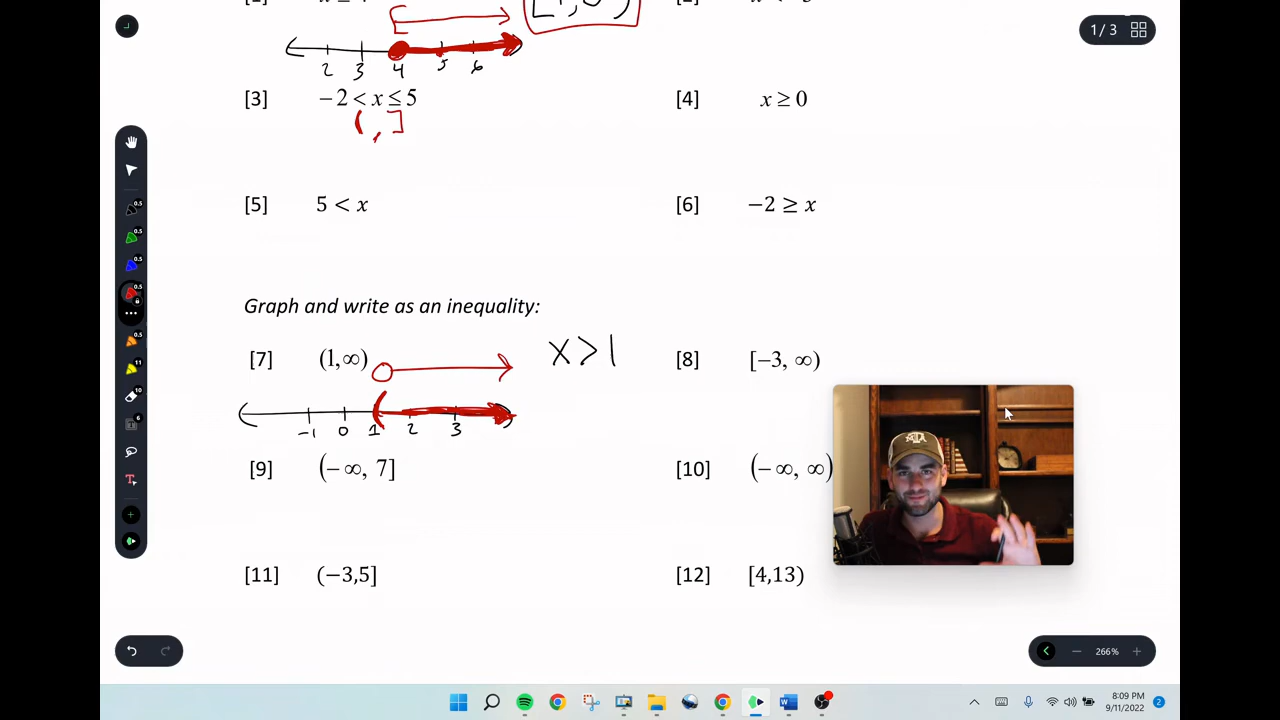 1 / 3
2 3 4 5 6
[3] −2 < x ≤ 5
( , ]
[4] x ≥ 0
[5] 5 < x
[6] −2 ≥ x
Graph and write as an inequality:
[7] (1, ∞)
x > 1
-1 0 1 2 3
[8] [−3, ∞)
[9] (−∞, 7]
[10] (−∞, ∞)
[11] (−3,5]
[12] [4,13)
266%
8:09 PM
9/11/2022
2